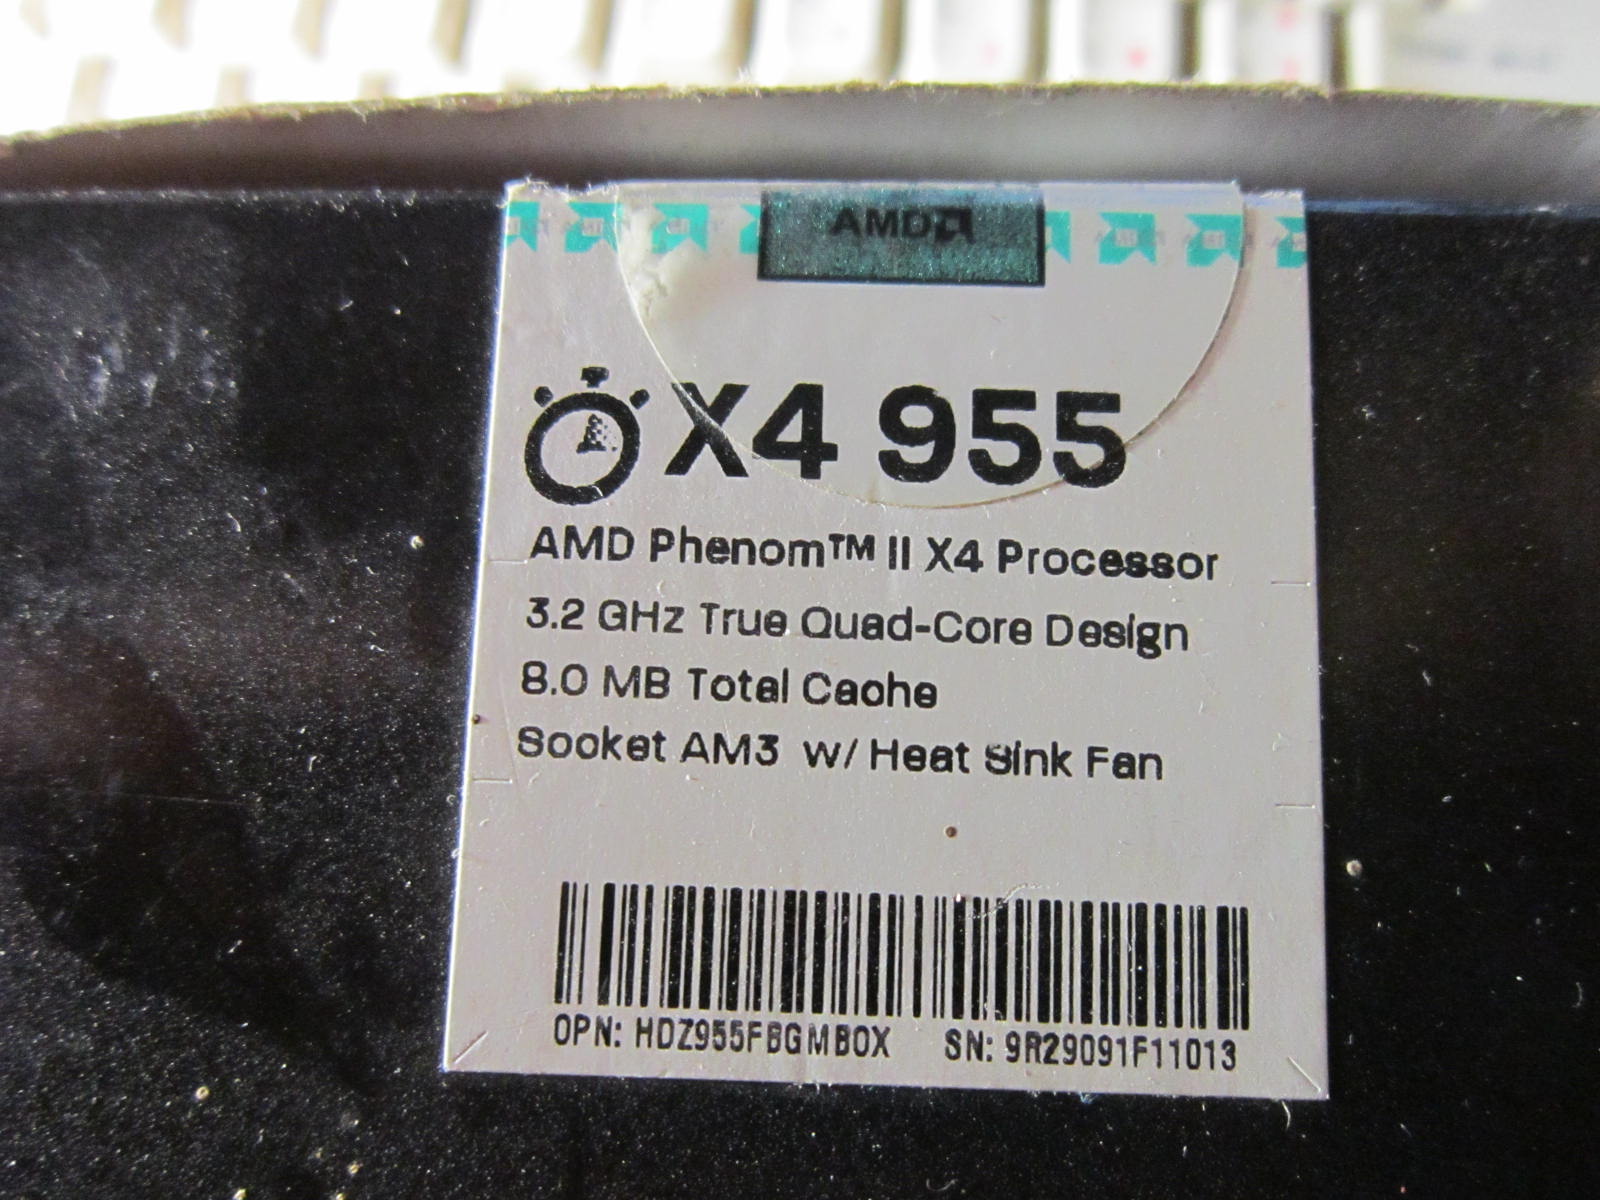 AMD
X4 955
AMD Phenom™ II X4 Processor
3.2 GHz True Quad-Core Design
8.0 MB Total Cache
Socket AM3 w/ Heat Sink Fan
OPN: HDZ955FBGMBOX SN: 9R29091F11013